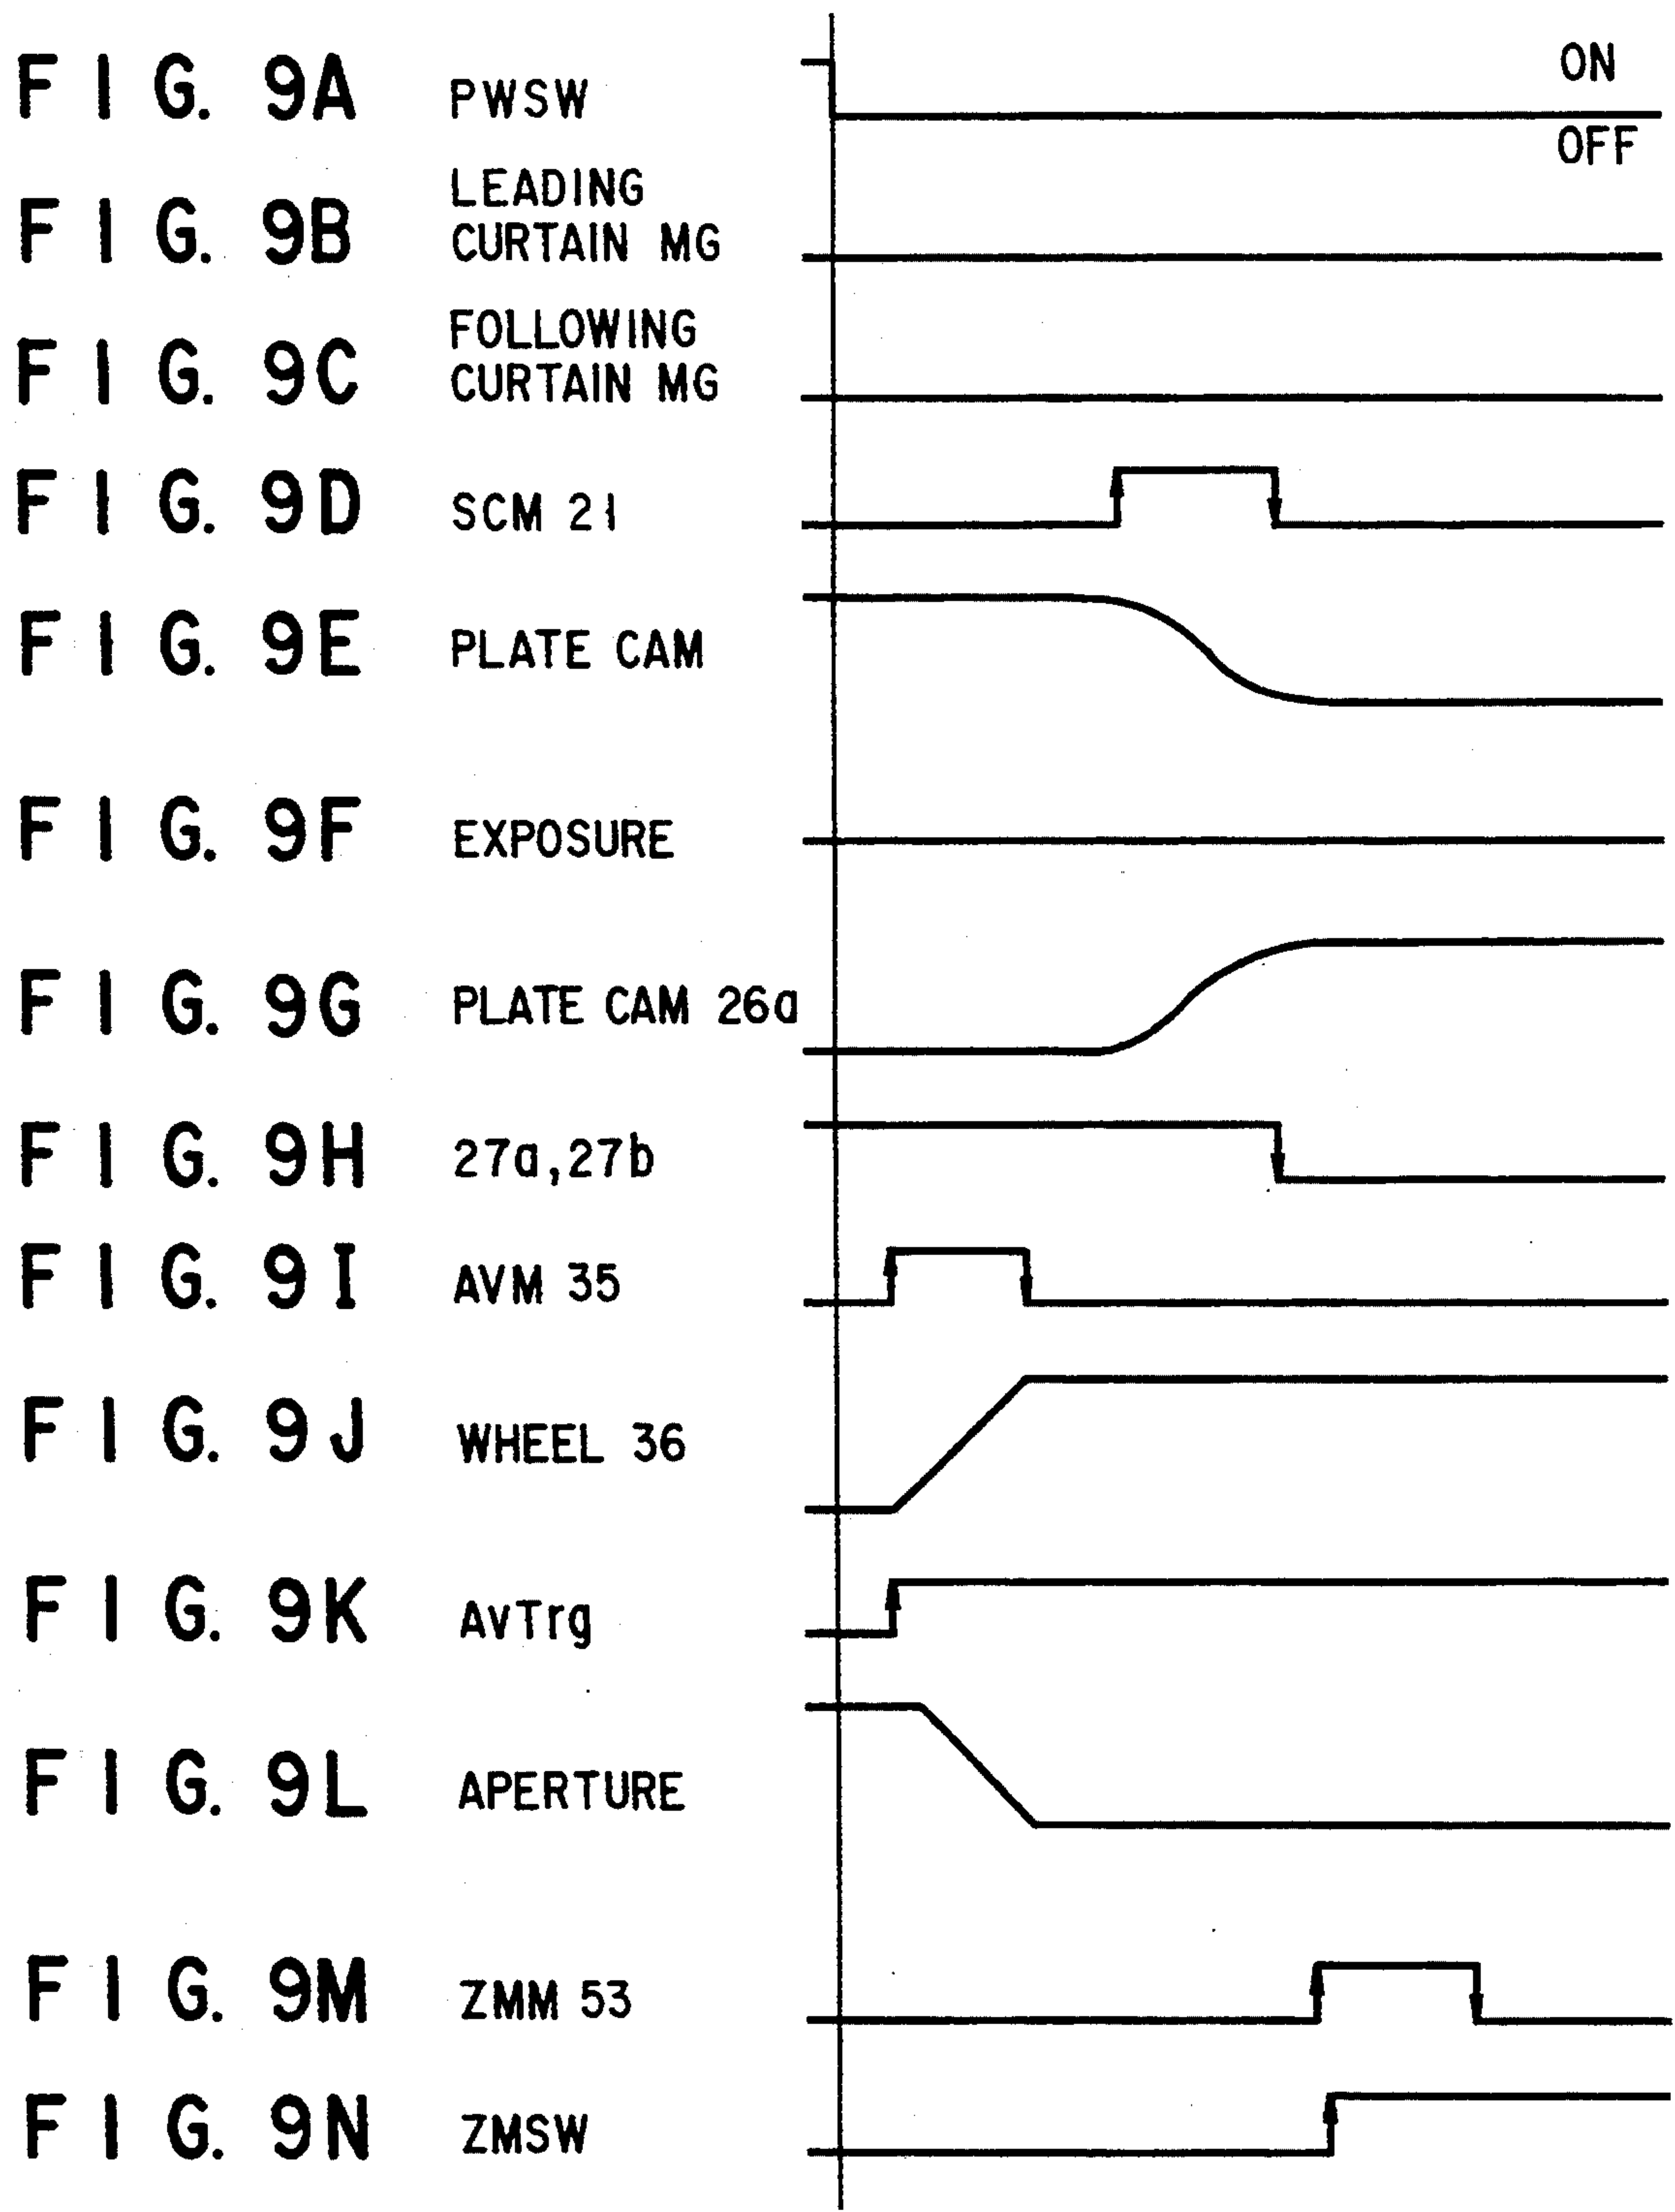 FIG. 9A PWSW ON
OFF
FIG. 9B LEADING
CURTAIN MG
FIG. 9C FOLLOWING
CURTAIN MG
FIG. 9D SCM 21
FIG. 9E PLATE CAM
FIG. 9F EXPOSURE
FIG. 9G PLATE CAM 26a
FIG. 9H 27a,27b
FIG. 9I AVM 35
FIG. 9J WHEEL 36
FIG. 9K AvTrg
FIG. 9L APERTURE
FIG. 9M ZMM 53
FIG. 9N ZMSW